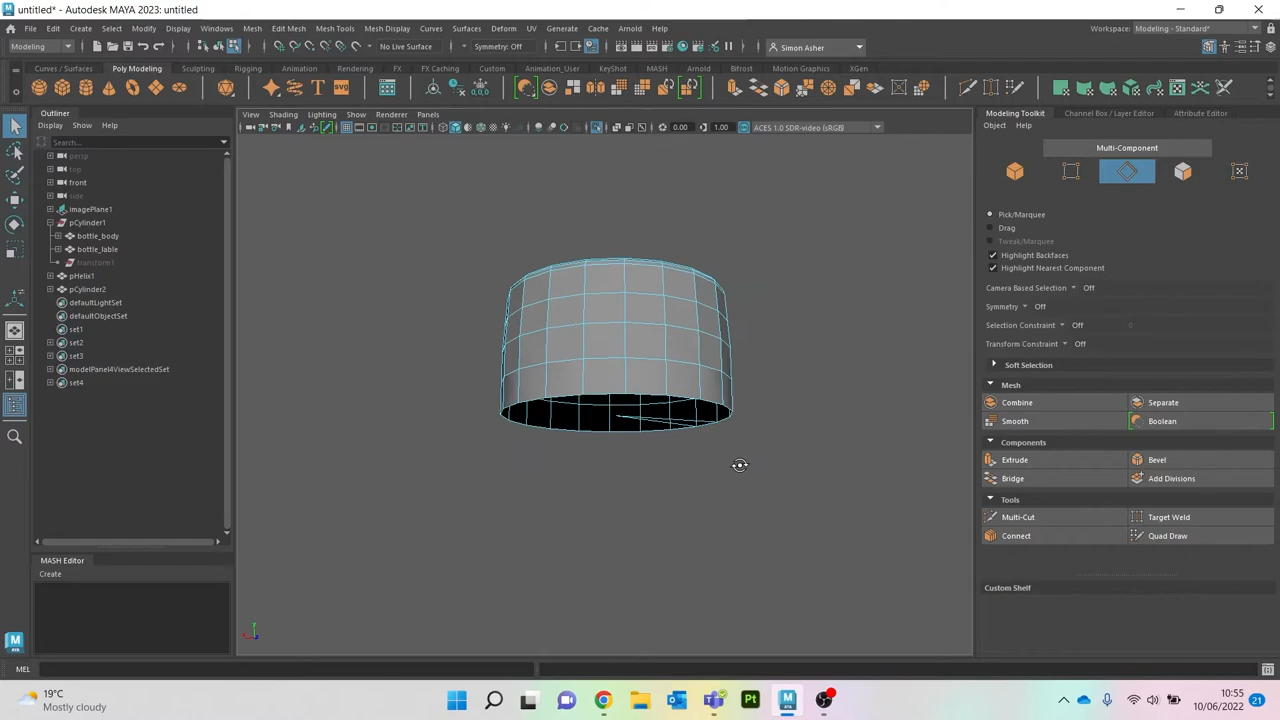 untitled* - Autodesk MAYA 2023: untitled
File Edit Create Select Modify Display Windows Mesh Edit Mesh Mesh Tools Mesh Display Curves Surfaces Deform UV Generate Cache Arnold Help
Workspace: Modeling - Standard*
Modeling No Live Surface Symmetry: Off Simon Asher
Curves / Surfaces Poly Modeling Sculpting Rigging Animation Rendering FX FX Caching Custom Animation_User KeyShot MASH Arnold Bifrost Motion Graphics XGen
Outliner
Display Show Help
Search...
persp
top
front
side
imagePlane1
pCylinder1
bottle_body
bottle_lable
transform1
pHelix1
pCylinder2
defaultLightSet
defaultObjectSet
set1
set2
set3
modelPanel4ViewSelectedSet
set4
MASH Editor
Create
View Shading Lighting Show Renderer Panels
0.00 1.00 ACES 1.0 SDR-video (sRGB)
Modeling Toolkit Channel Box / Layer Editor Attribute Editor
Object Help
Multi-Component
Pick/Marquee
Drag
Tweak/Marquee
Highlight Backfaces
Highlight Nearest Component
Camera Based Selection Off
Symmetry Off
Selection Constraint Off 0
Transform Constraint Off
Soft Selection
Mesh
Combine Separate
Smooth Boolean
Components
Extrude Bevel
Bridge Add Divisions
Tools
Multi-Cut Target Weld
Connect Quad Draw
Custom Shelf
MEL
19°C
Mostly cloudy
10:55
10/06/2022
21